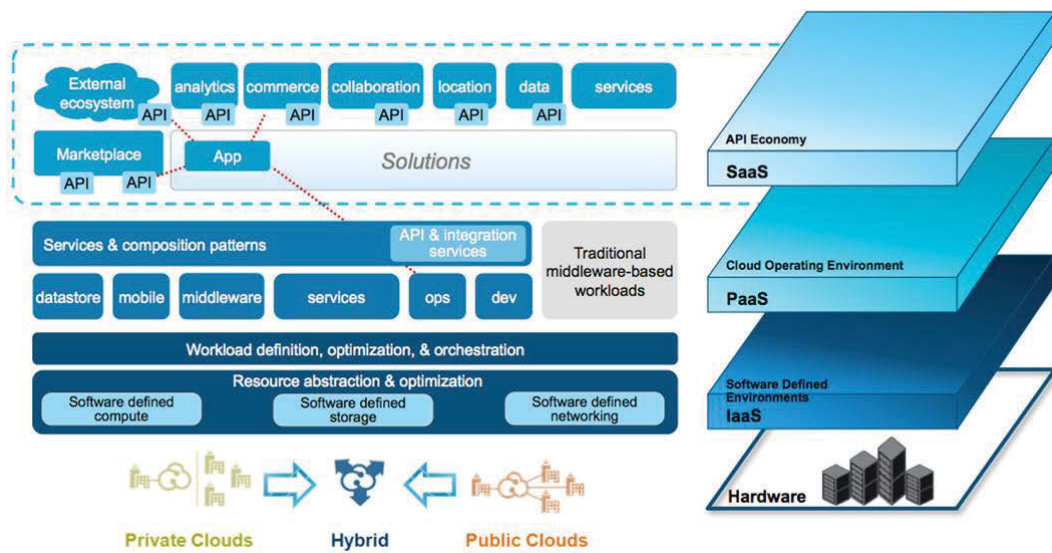 External
ecosystem
API
analytics
API
commerce
API
collaboration
API
location
API
data
API
services
Marketplace
API
API
App
Solutions
Services & composition patterns
API & integration
services
Traditional
middleware-based
workloads
datastore
mobile
middleware
services
ops
dev
Workload definition, optimization, & orchestration
Resource abstraction & optimization
Software defined
compute
Software defined
storage
Software defined
networking
Private Clouds
Hybrid
Public Clouds
API Economy
SaaS
Cloud Operating Environment
PaaS
Software Defined
Environments
IaaS
Hardware